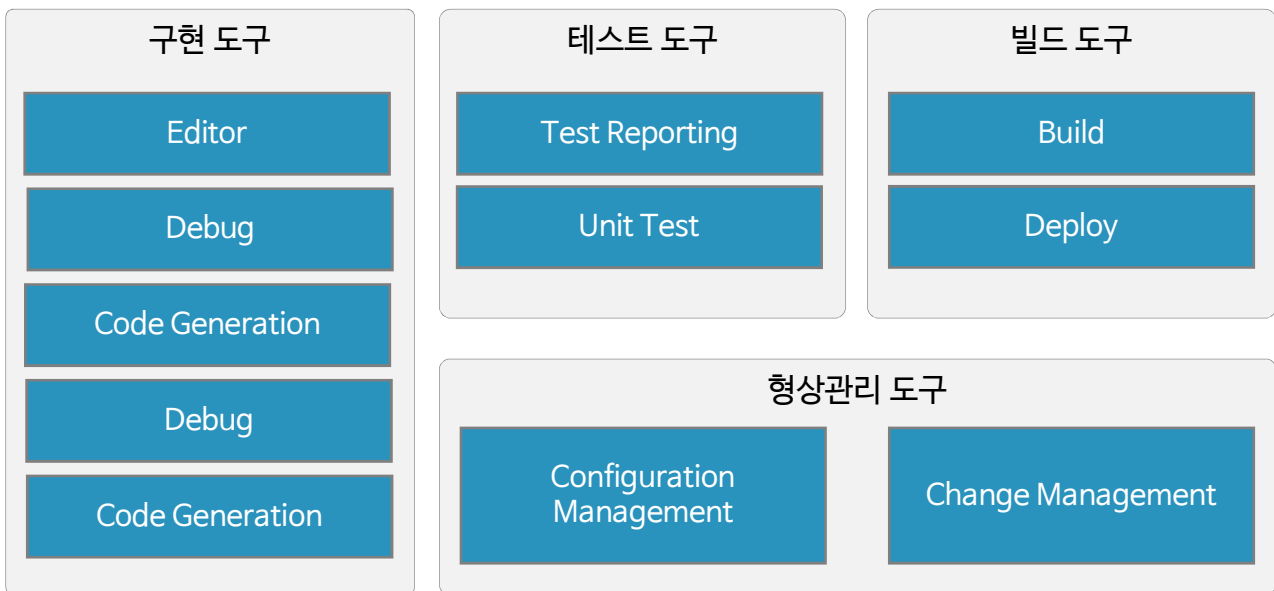 구현 도구
Editor
Debug
Code Generation
Debug
Code Generation
테스트 도구
Test Reporting
Unit Test
빌드 도구
Build
Deploy
형상관리 도구
Configuration
Management
Change Management